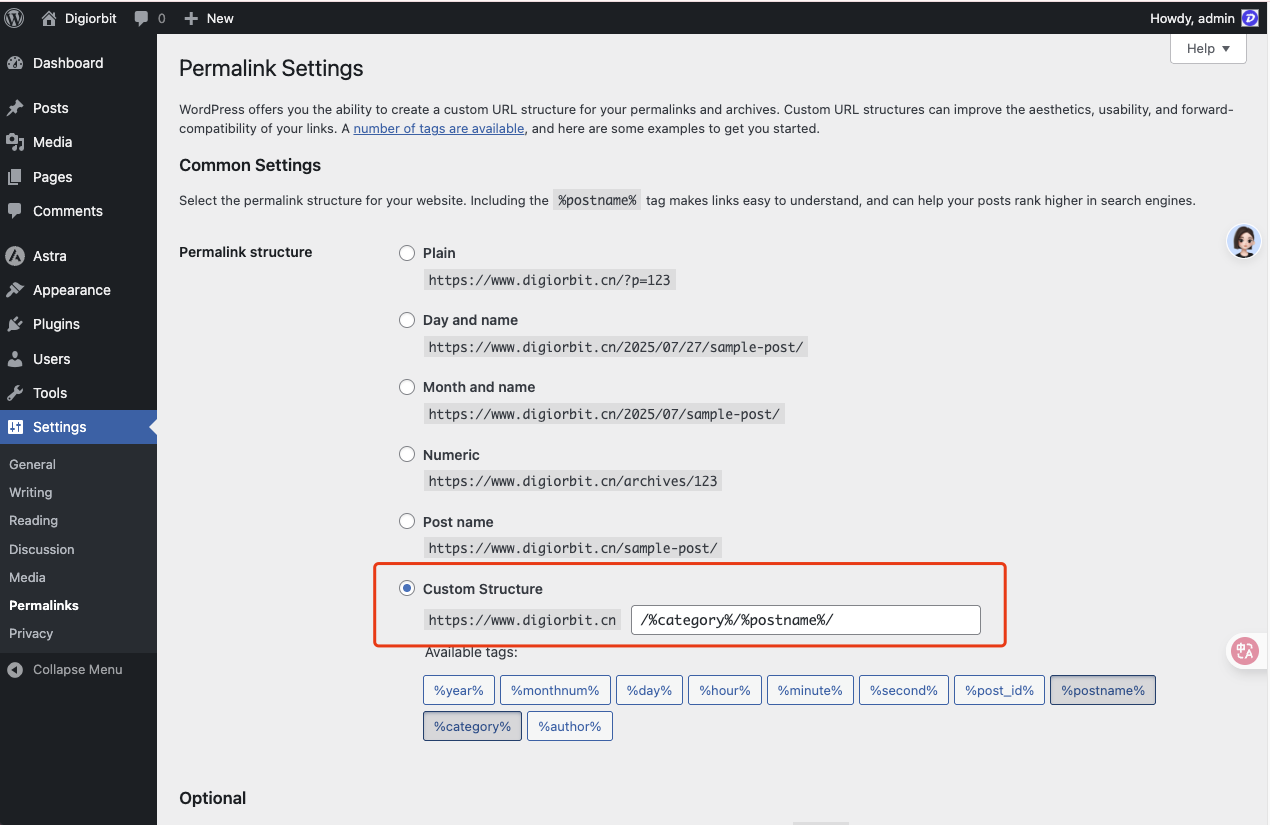 Digiorbit
0
New
Howdy, admin
Help ▼
Dashboard
Posts
Media
Pages
Comments
Astra
Appearance
Plugins
Users
Tools
Settings
General
Writing
Reading
Discussion
Media
Permalinks
Privacy
Collapse Menu
Permalink Settings
WordPress offers you the ability to create a custom URL structure for your permalinks and archives. Custom URL structures can improve the aesthetics, usability, and forward-
compatibility of your links. A number of tags are available, and here are some examples to get you started.
Common Settings
Select the permalink structure for your website. Including the %postname% tag makes links easy to understand, and can help your posts rank higher in search engines.
Permalink structure
Plain
https://www.digiorbit.cn/?p=123
Day and name
https://www.digiorbit.cn/2025/07/27/sample-post/
Month and name
https://www.digiorbit.cn/2025/07/sample-post/
Numeric
https://www.digiorbit.cn/archives/123
Post name
https://www.digiorbit.cn/sample-post/
Custom Structure
https://www.digiorbit.cn /%category%/%postname%/
Available tags:
%year% %monthnum% %day% %hour% %minute% %second% %post_id% %postname%
%category% %author%
Optional